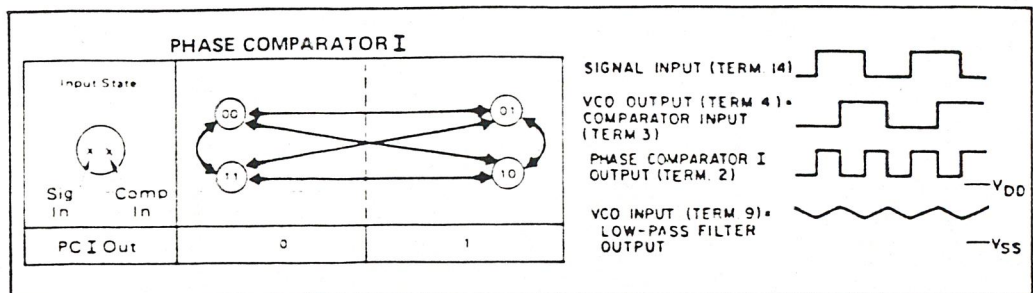 PHASE COMPARATOR I
Input State
x x
Sig
In
Comp
In
00
01
11
10
PC I Out
0
1
SIGNAL INPUT (TERM. 14)
VCO OUTPUT (TERM 4) =
COMPARATOR INPUT
(TERM 3)
PHASE COMPARATOR I
OUTPUT (TERM. 2)
VDD
VCO INPUT (TERM 9) =
LOW-PASS FILTER
OUTPUT
VSS